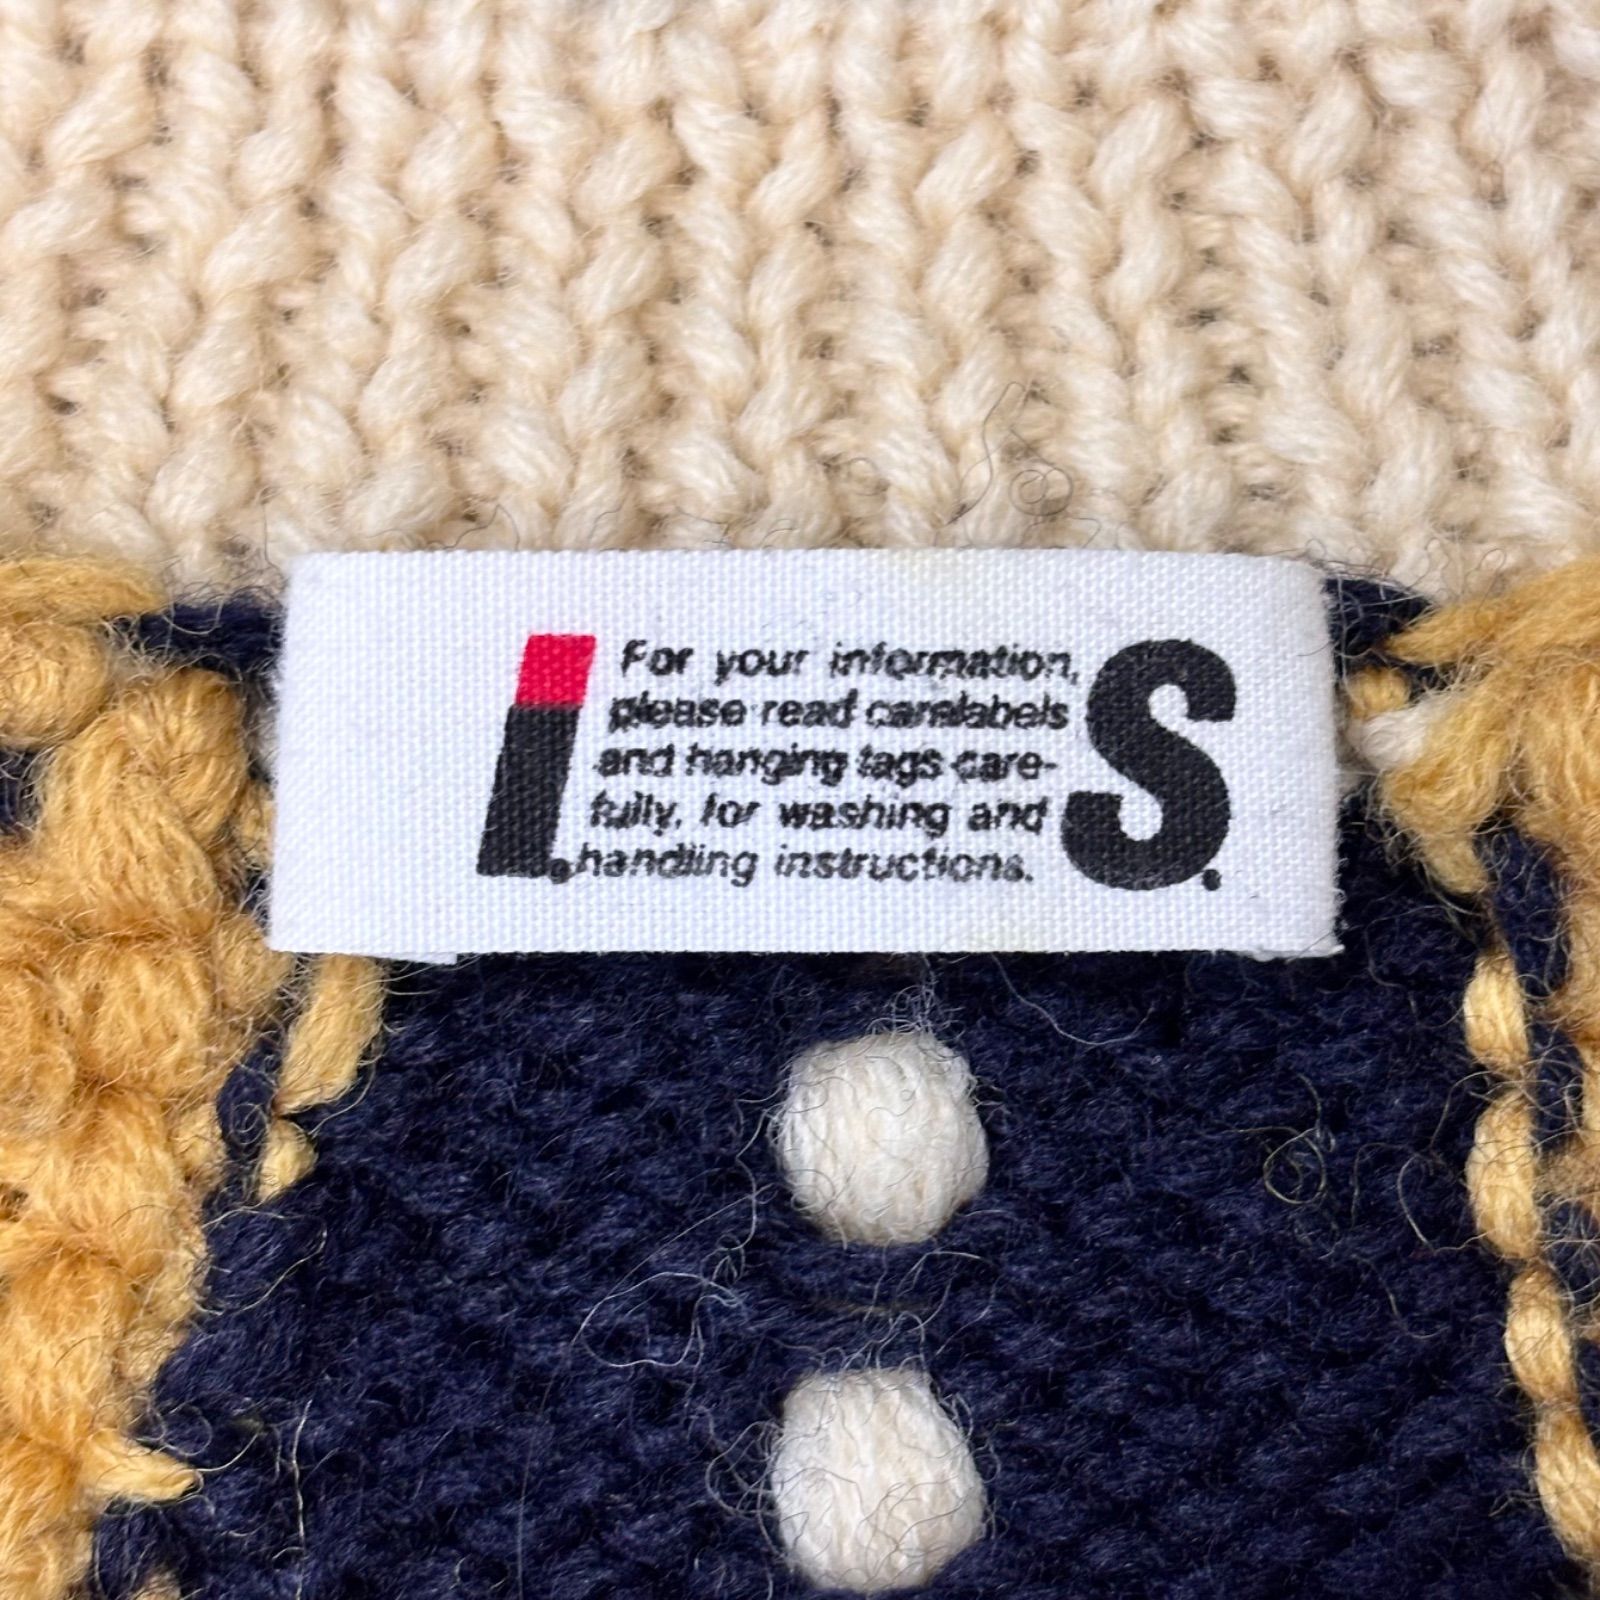 I. S.
For your information,
please read carelabels
and hanging tags care-
fully, for washing and
handling instructions.